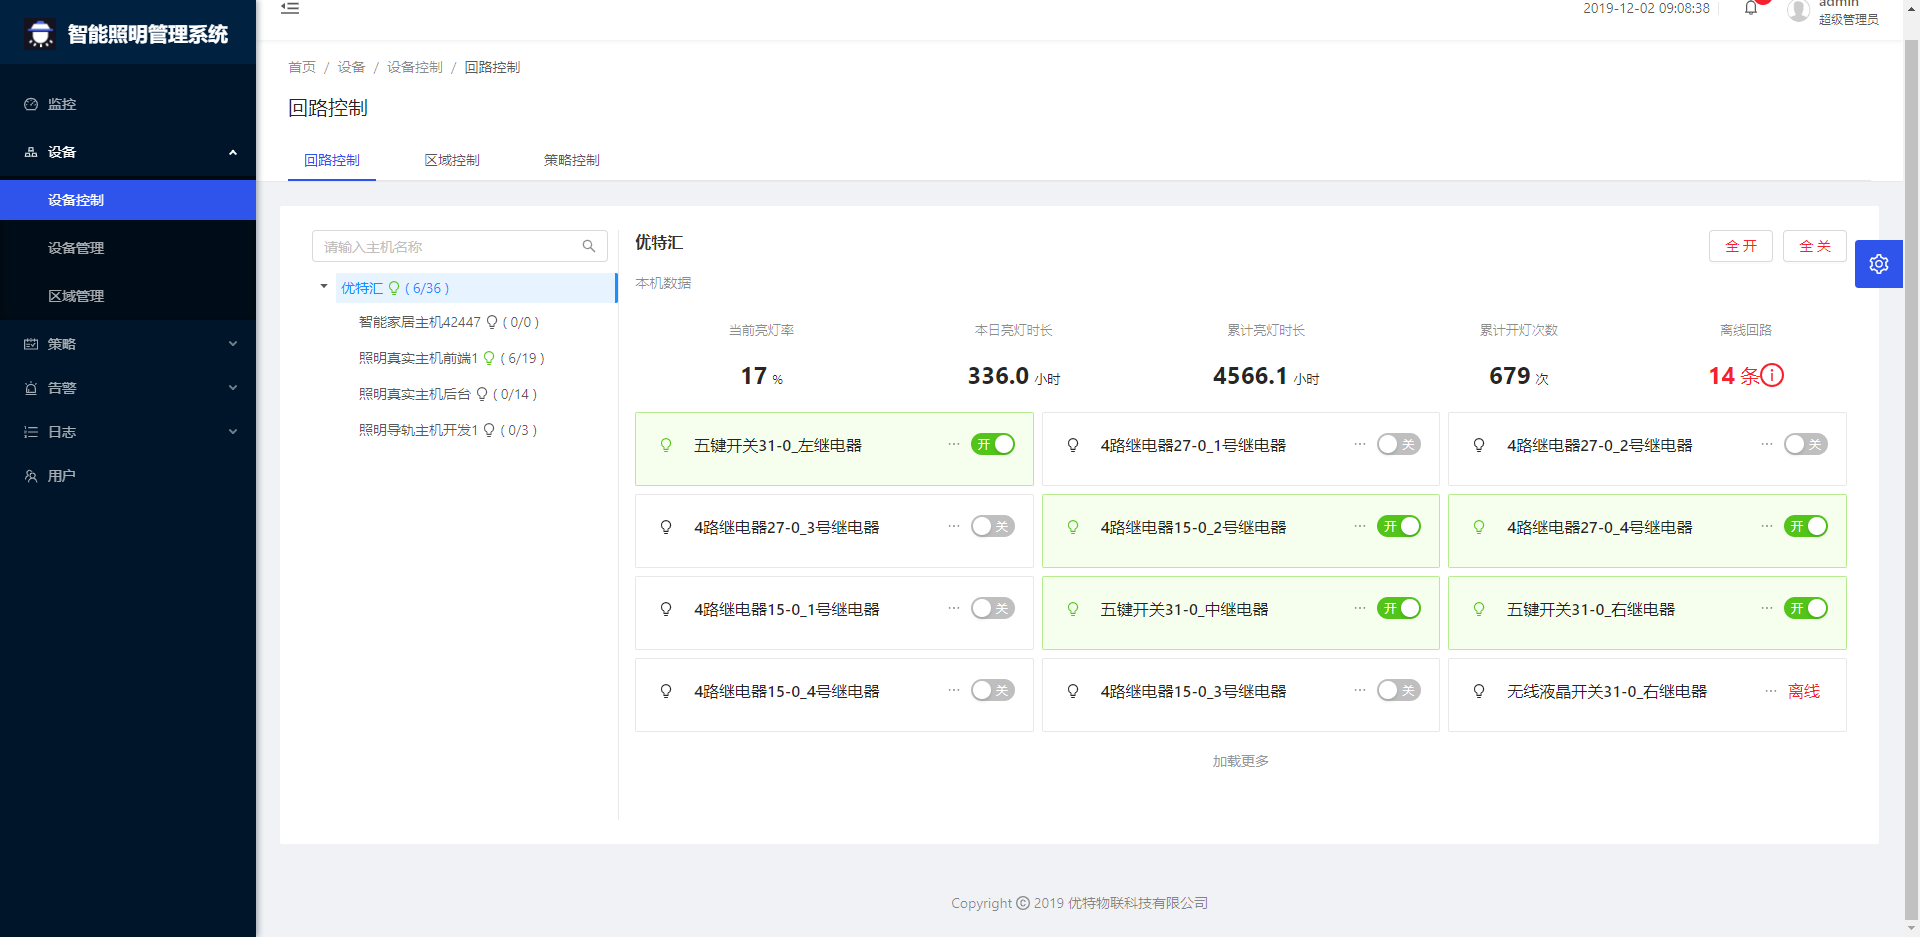 智能照明管理系统
监控
设备
设备控制
设备管理
区域管理
策略
告警
日志
用户
2019-12-02 09:08:38
admin
超级管理员
首页 / 设备 / 设备控制 / 回路控制
回路控制
回路控制 区域控制 策略控制
请输入主机名称
优特汇 ( 6/36 )
智能家居主机42447 ( 0/0 )
照明真实主机前端1 ( 6/19 )
照明真实主机后台 ( 0/14 )
照明导轨主机开发1 ( 0/3 )
优特汇
全 开 全 关
本机数据
当前亮灯率 本日亮灯时长 累计亮灯时长 累计开灯次数 离线回路
17 % 336.0 小时 4566.1 小时 679 次 14 条
五键开关31-0_左继电器 ··· 开 4路继电器27-0_1号继电器 ··· 关 4路继电器27-0_2号继电器 ··· 关
4路继电器27-0_3号继电器 ··· 关 4路继电器15-0_2号继电器 ··· 开 4路继电器27-0_4号继电器 ··· 开
4路继电器15-0_1号继电器 ··· 关 五键开关31-0_中继电器 ··· 开 五键开关31-0_右继电器 ··· 开
4路继电器15-0_4号继电器 ··· 关 4路继电器15-0_3号继电器 ··· 关 无线液晶开关31-0_右继电器 ··· 离线
加载更多
Copyright © 2019 优特物联科技有限公司